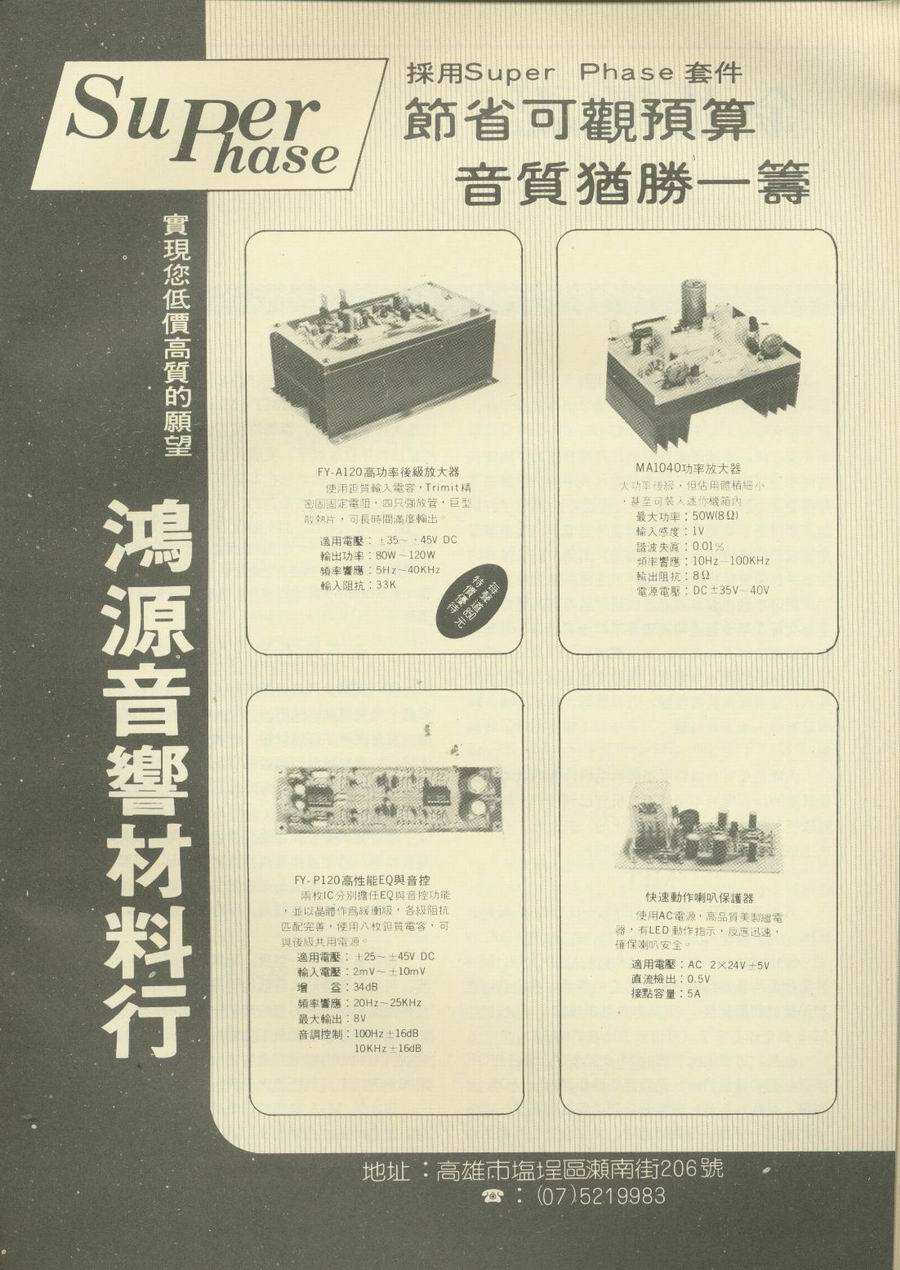 Super
Phase
採用Super Phase 套件
節省可觀預算
音質猶勝一籌
實現您低價高質的願望
鴻源音響材料行
FY-A120高功率後級放大器
使用鉭質輸入電容，Trimit精
密固固定電阻，四只強放管，巨型
散熱片，可長時間滿度輸出。
適用電壓：±35～±45V DC
輸出功率：80W～120W
頻率響應：5Hz～40KHz
輸入阻抗：33K
特價優待
每聲道 元
MA1040功率放大器
大功率後級，但佔用體積細小
，甚至可裝入迷你機箱內
最大功率：50W(8Ω)
輸入感度：1V
諧波失真：0.01％
頻率響應：10Hz～100KHz
輸出阻抗：8Ω
電源電壓：DC±35V～40V
FY-P120高性能EQ與音控
兩枚IC分別擔任EQ與音控功能
，並以晶體作爲緩衝級，各級阻抗
匹配完善，使用八枚鉭質電容，可
與後級共用電源。
適用電壓：±25～±45V DC
輸入電壓：2mV～±10mV
增　益：34dB
頻率響應：20Hz～25KHz
最大輸出：8V
音調控制：100Hz±16dB
10KHz±16dB
快速動作喇叭保護器
使用AC電源，高品質美製繼電
器，有LED動作指示，反應迅速，
確保喇叭安全。
適用電壓：AC 2×24V±5V
直流檢出：0.5V
接點容量：5A
地址：高雄市塩埕區瀨南街206號
☎：(07)5219983